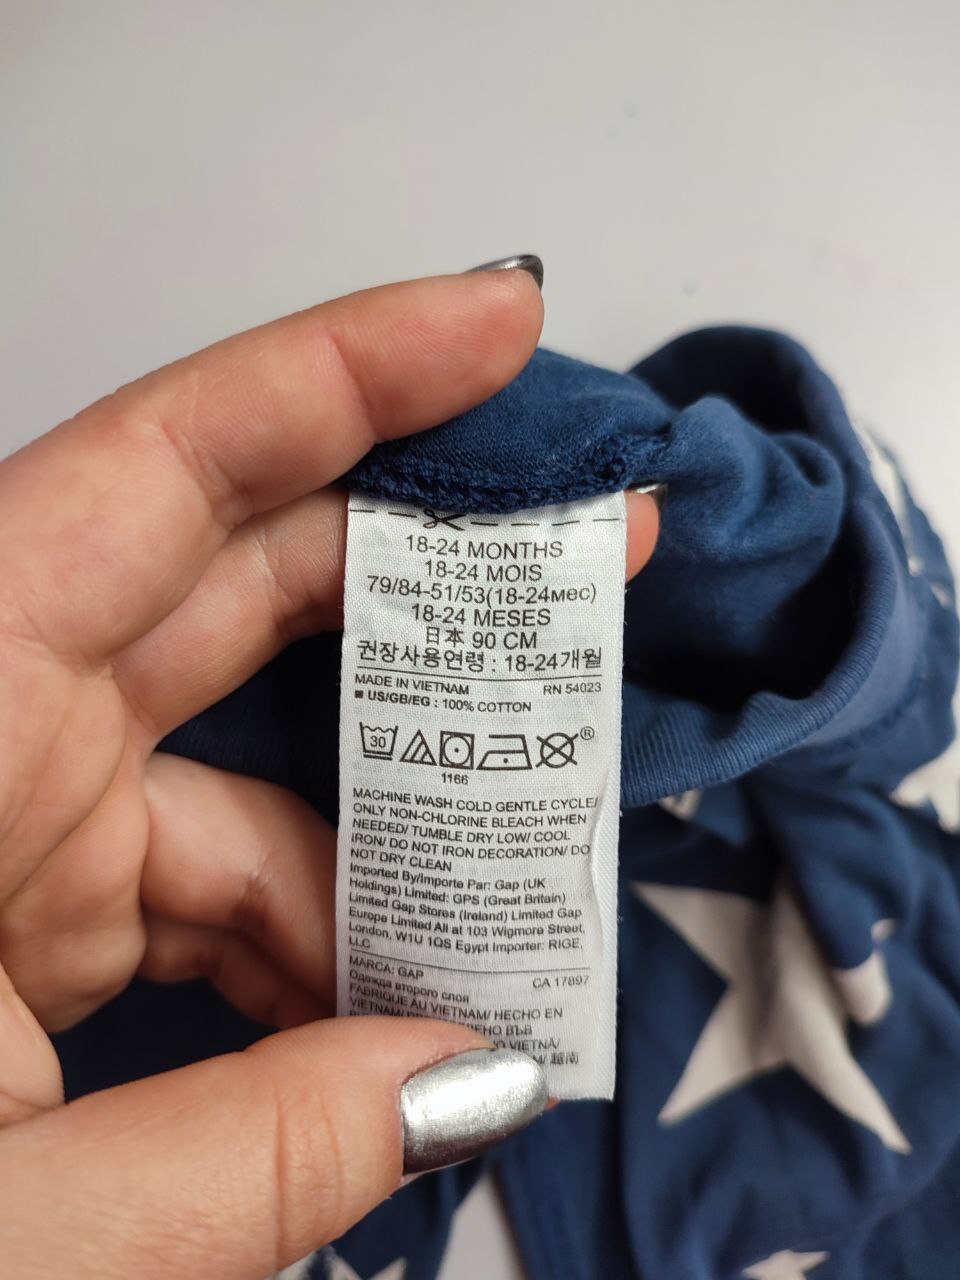 18-24 MONTHS
18-24 MOIS
79/84-51/53(18-24мес)
18-24 MESES
日本 90 CM
권장사용연령 : 18-24개월
MADE IN VIETNAM RN 54023
■ US/GB/EG : 100% COTTON
30 ®
1166
MACHINE WASH COLD GENTLE CYCLE/
ONLY NON-CHLORINE BLEACH WHEN
NEEDED/ TUMBLE DRY LOW/ COOL
IRON/ DO NOT IRON DECORATION/ DO
NOT DRY CLEAN
Imported By/Importe Par: Gap (UK
Holdings) Limited: GPS (Great Britain)
Limited Gap Stores (Ireland) Limited Gap
Europe Limited All at 103 Wigmore Street,
London, W1U 1QS Egypt Importer: RIGE,
LLC
MARCA: GAP CA 17897
Одежда второго слоя
FABRIQUE AU VIETNAM/ HECHO EN
VIETNAM/ ВЪВ
VIETNÃ/
越南